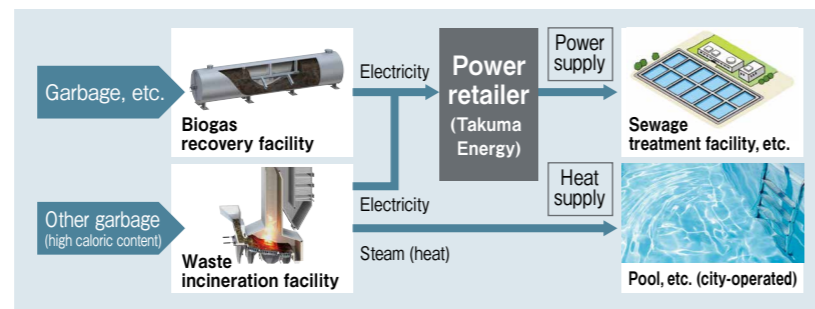 Garbage, etc.
Biogas
recovery facility
Electricity
Power
retailer
(Takuma
Energy)
Power
supply
Sewage
treatment facility, etc.
Other garbage
(high caloric content)
Waste
incineration facility
Electricity
Steam (heat)
Heat
supply
Pool, etc. (city-operated)